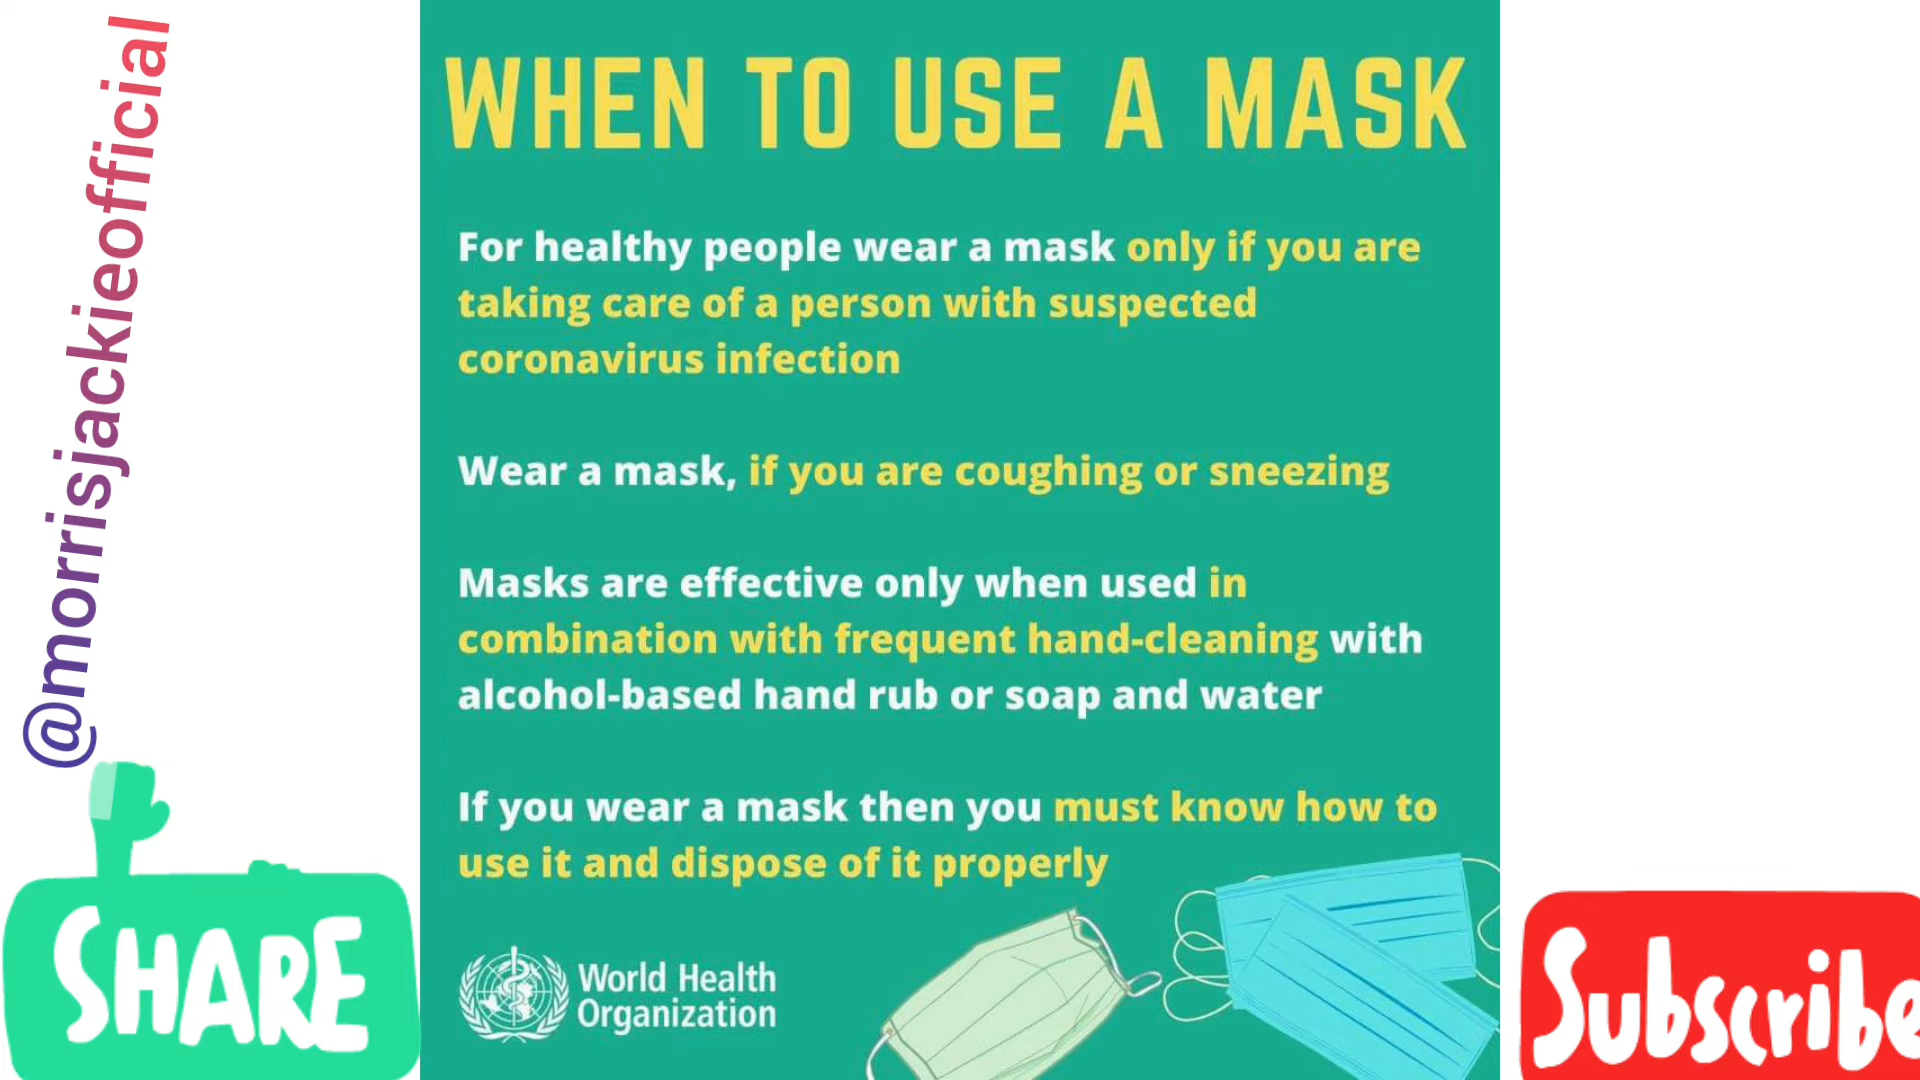 @morrisjackieofficial
WHEN TO USE A MASK
For healthy people wear a mask only if you are
taking care of a person with suspected
coronavirus infection
Wear a mask, if you are coughing or sneezing
Masks are effective only when used in
combination with frequent hand-cleaning with
alcohol-based hand rub or soap and water
If you wear a mask then you must know how to
use it and dispose of it properly
World Health
Organization
SHARE
Subscribe